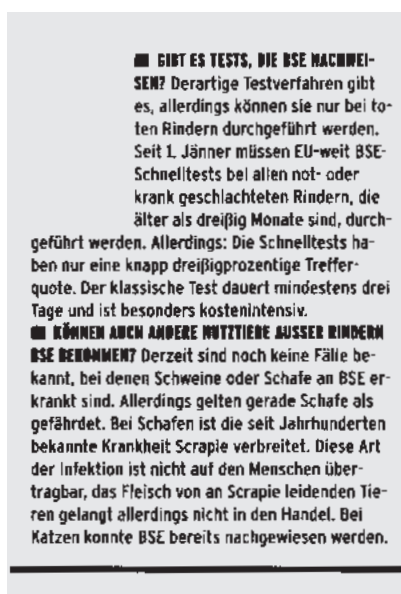 ■ GIBT ES TESTS, DIE BSE NACHWEI-
SEN? Derartige Testverfahren gibt
es, allerdings können sie nur bei to-
ten Rindern durchgeführt werden.
Seit 1. Jänner müssen EU-weit BSE-
Schnelltests bei allen not- oder
krank geschlachteten Rindern, die
älter als dreißig Monate sind, durch-
geführt werden. Allerdings: Die Schnelltests ha-
ben nur eine knapp dreißigprozentige Treffer-
quote. Der klassische Test dauert mindestens drei
Tage und ist besonders kostenintensiv.
■ KÖNNEN AUCH ANDERE NUTZTIERE AUSSER RINDERN
BSE BEKOMMEN? Derzeit sind noch keine Fälle be-
kannt, bei denen Schweine oder Schafe an BSE er-
krankt sind. Allerdings gelten gerade Schafe als
gefährdet. Bei Schafen ist die seit Jahrhunderten
bekannte Krankheit Scrapie verbreitet. Diese Art
der Infektion ist nicht auf den Menschen über-
tragbar, das Fleisch von an Scrapie leidenden Tie-
ren gelangt allerdings nicht in den Handel. Bei
Katzen konnte BSE bereits nachgewiesen werden.